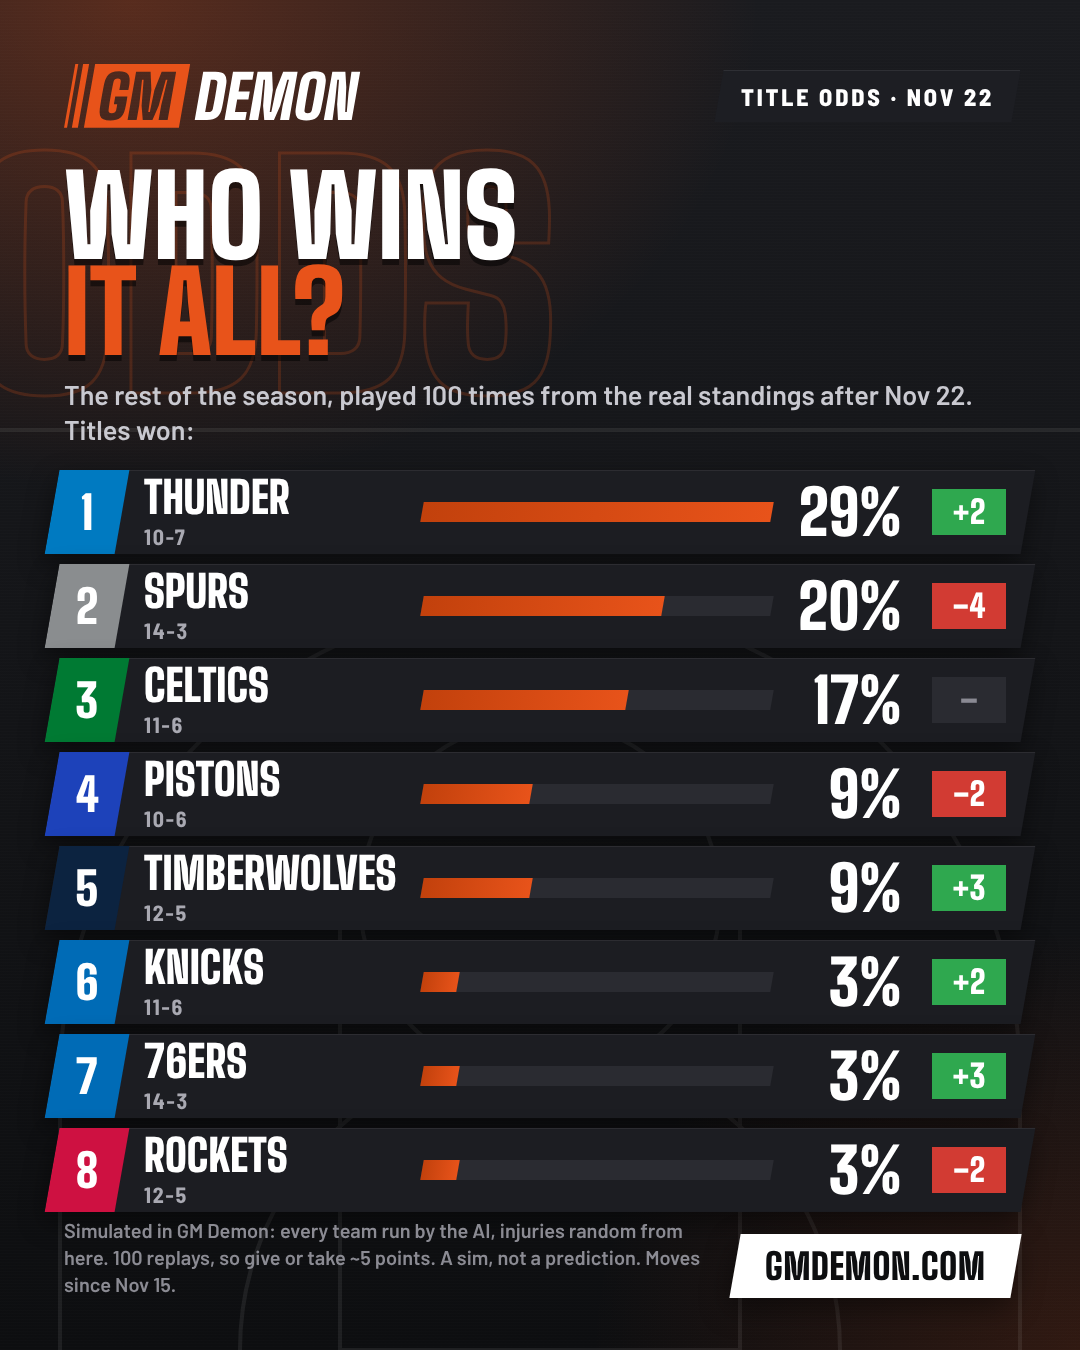 GM DEMON
TITLE ODDS · NOV 22
ODDS
WHO WINS
IT ALL?
The rest of the season, played 100 times from the real standings after Nov 22.
Titles won:
1 THUNDER 29% +2
10-7
2 SPURS 20% −4
14-3
3 CELTICS 17% –
11-6
4 PISTONS 9% −2
10-6
5 TIMBERWOLVES 9% +3
12-5
6 KNICKS 3% +2
11-6
7 76ERS 3% +3
14-3
8 ROCKETS 3% −2
12-5
Simulated in GM Demon: every team run by the AI, injuries random from
here. 100 replays, so give or take ~5 points. A sim, not a prediction. Moves
since Nov 15.
GMDEMON.COM